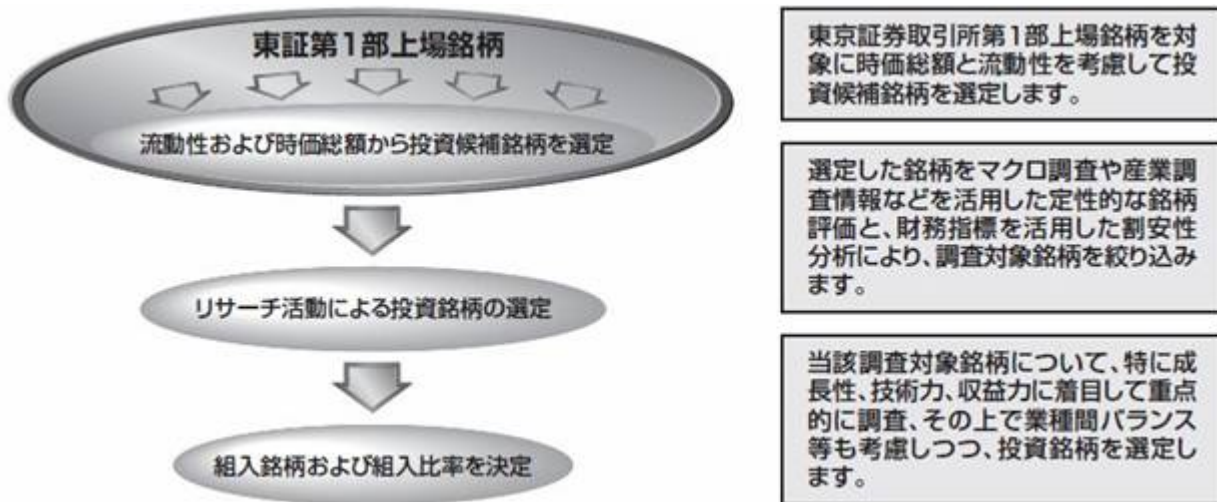 東証第1部上場銘柄
流動性および時価総額から投資候補銘柄を選定
リサーチ活動による投資銘柄の選定
組入銘柄および組入比率を決定
東京証券取引所第1部上場銘柄を対
象に時価総額と流動性を考慮して投
資候補銘柄を選定します。
選定した銘柄をマクロ調査や産業調
査情報などを活用した定性的な銘柄
評価と、財務指標を活用した割安性
分析により、調査対象銘柄を絞り込み
ます。
当該調査対象銘柄について、特に成
長性、技術力、収益力に着目して重点
的に調査、その上で業種間バランス
等も考慮しつつ、投資銘柄を選定し
ます。